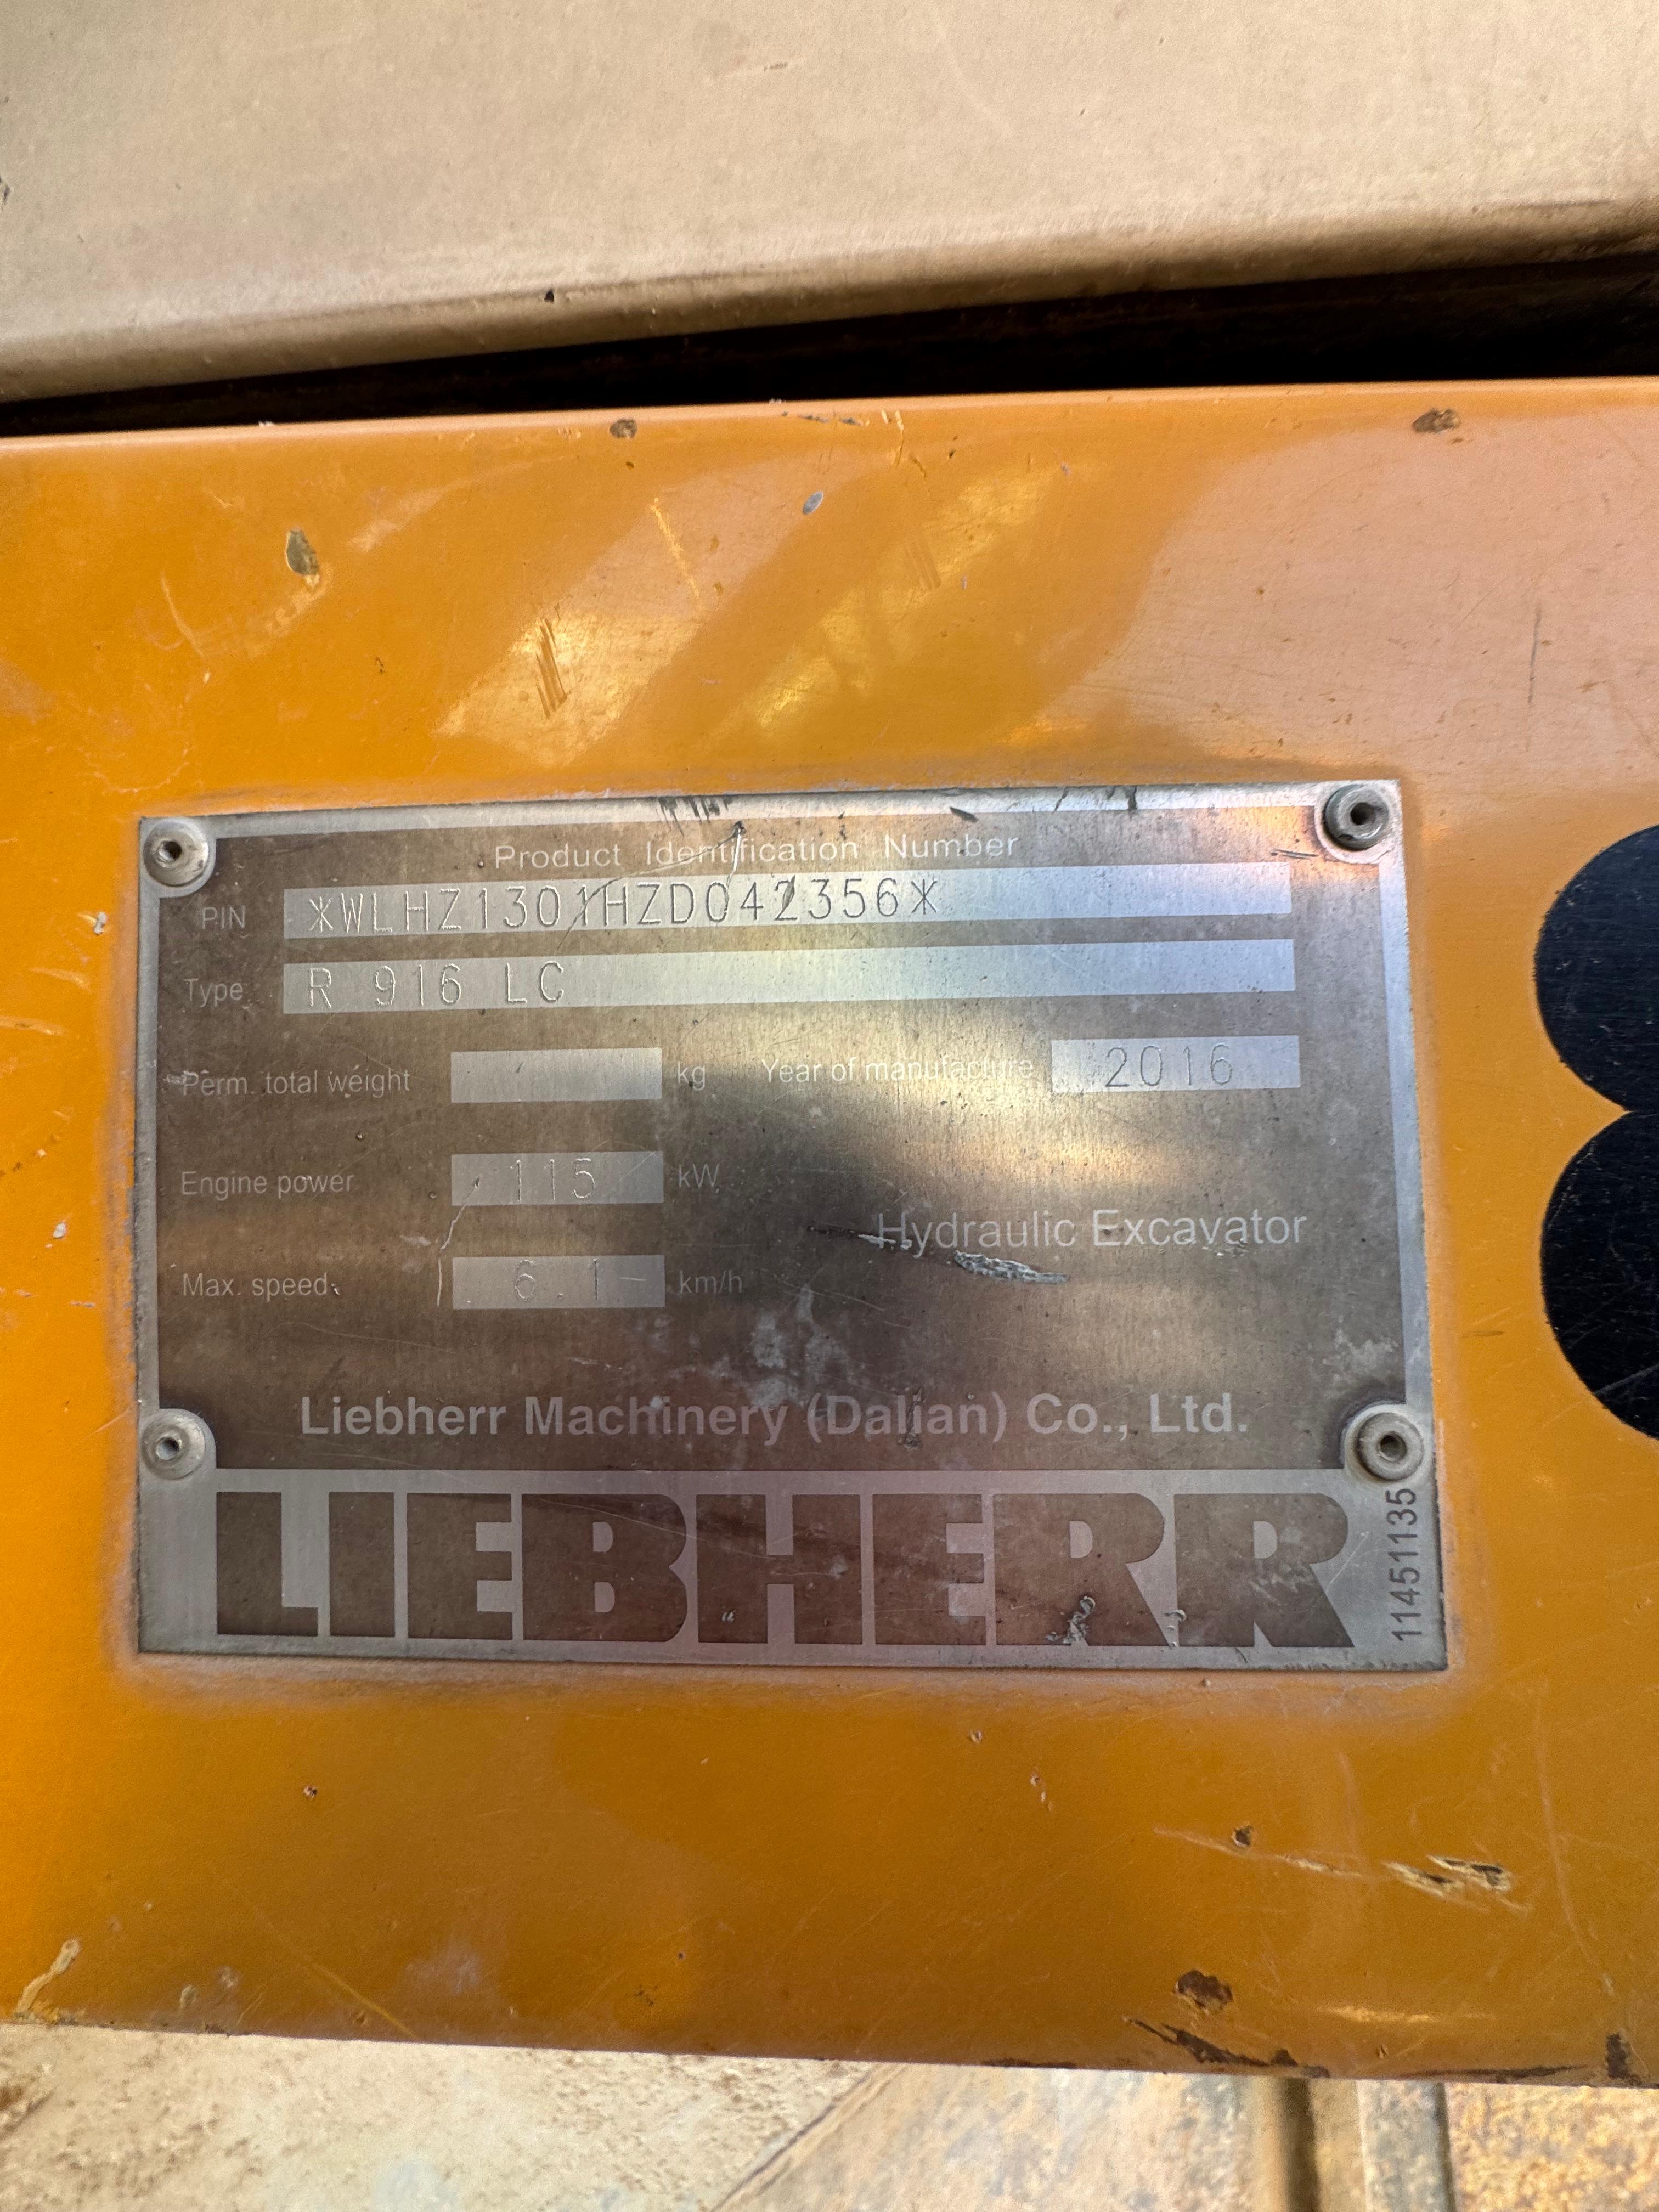 Product Identification Number
PIN *WLHZ1301HZD042356*
Type R 916 LC
Perm. total weight kg Year of manufacture 2016
Engine power 115 kW
Hydraulic Excavator
Max. speed 6.1 km/h
Liebherr Machinery (Dalian) Co., Ltd.
LIEBHERR
11451135